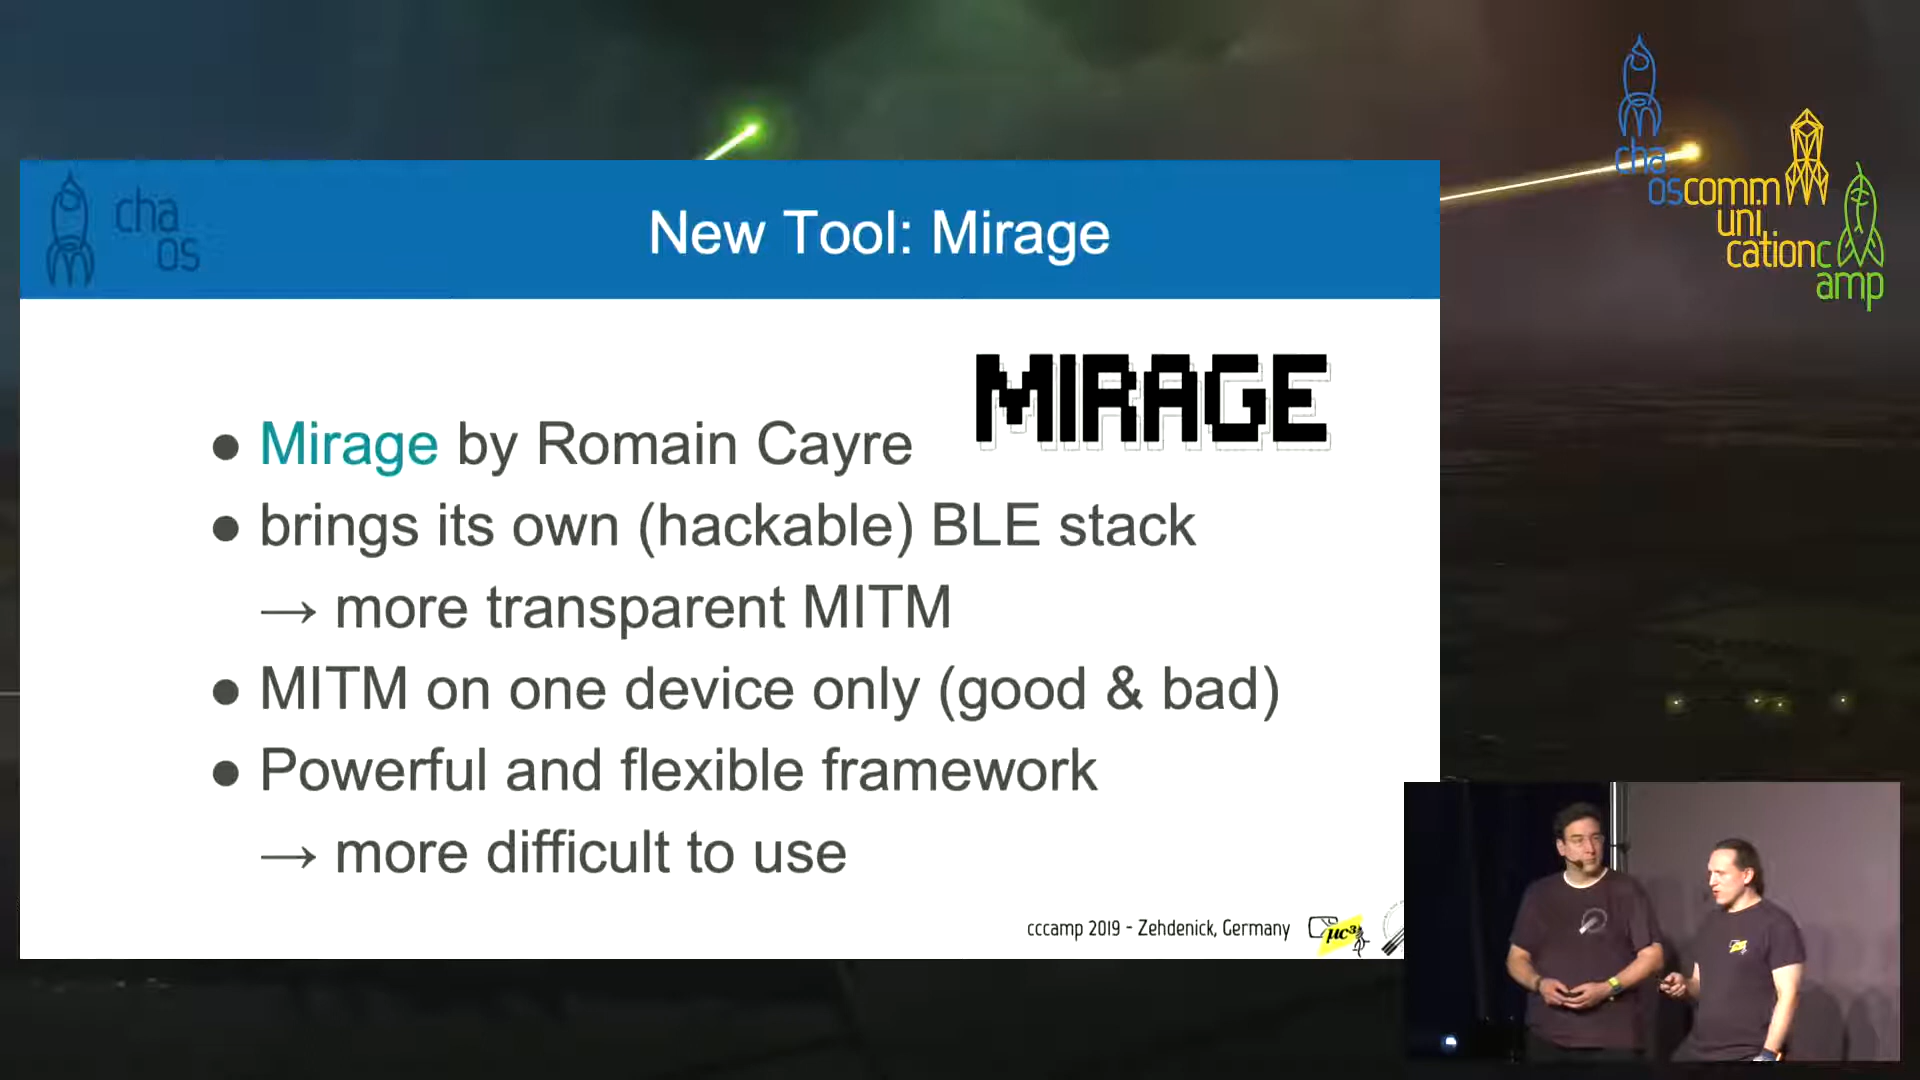 cha
os
New Tool: Mirage
MIRAGE
● Mirage by Romain Cayre
● brings its own (hackable) BLE stack
→ more transparent MITM
● MITM on one device only (good & bad)
● Powerful and flexible framework
→ more difficult to use
cccamp 2019 - Zehdenick, Germany
μc³
cha
oscomm
uni
cationc
amp